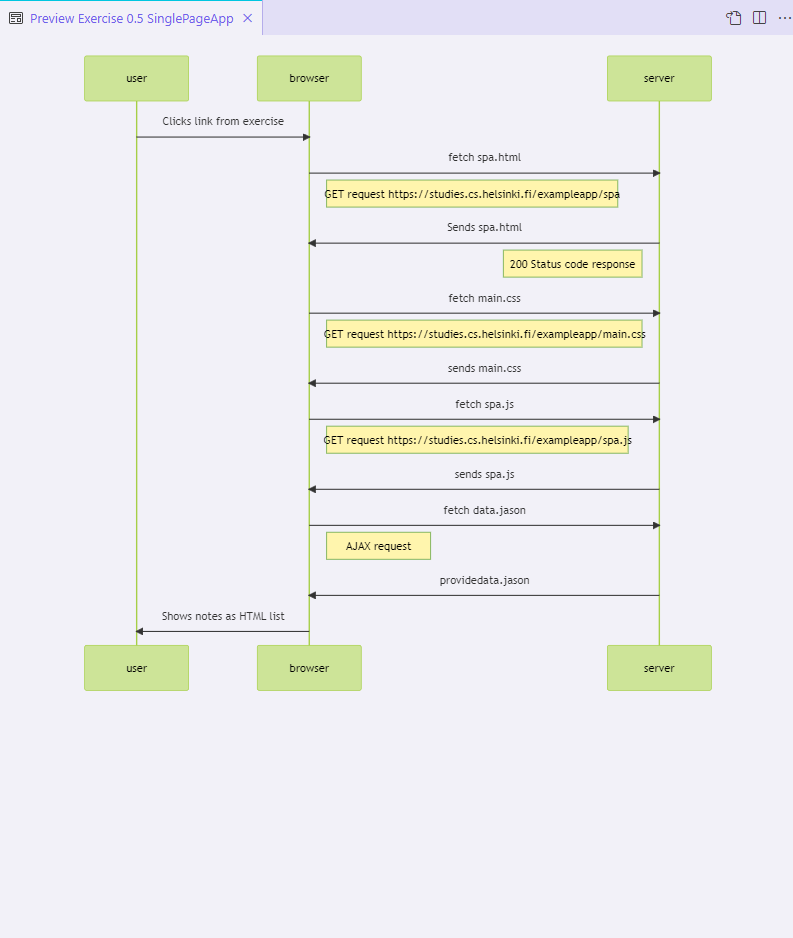 Preview Exercise 0.5 SinglePageApp
user browser server
Clicks link from exercise
fetch spa.html
GET request https://studies.cs.helsinki.fi/exampleapp/spa
Sends spa.html
200 Status code response
fetch main.css
GET request https://studies.cs.helsinki.fi/exampleapp/main.css
sends main.css
fetch spa.js
GET request https://studies.cs.helsinki.fi/exampleapp/spa.js
sends spa.js
fetch data.jason
AJAX request
providedata.jason
Shows notes as HTML list
user browser server